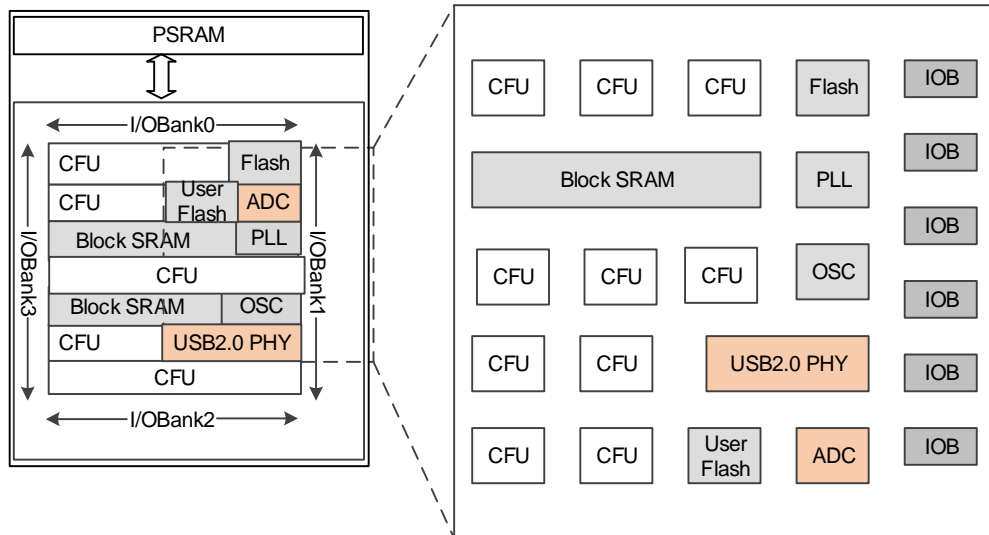 PSRAM
I/OBank0
CFU
Flash
CFU
User
Flash
ADC
Block SRAM
PLL
CFU
Block SRAM
OSC
CFU
USB2.0 PHY
CFU
I/OBank3
I/OBank1
I/OBank2
CFU
CFU
CFU
Flash
IOB
Block SRAM
PLL
IOB
IOB
CFU
CFU
CFU
OSC
IOB
CFU
CFU
USB2.0 PHY
IOB
CFU
CFU
User
Flash
ADC
IOB